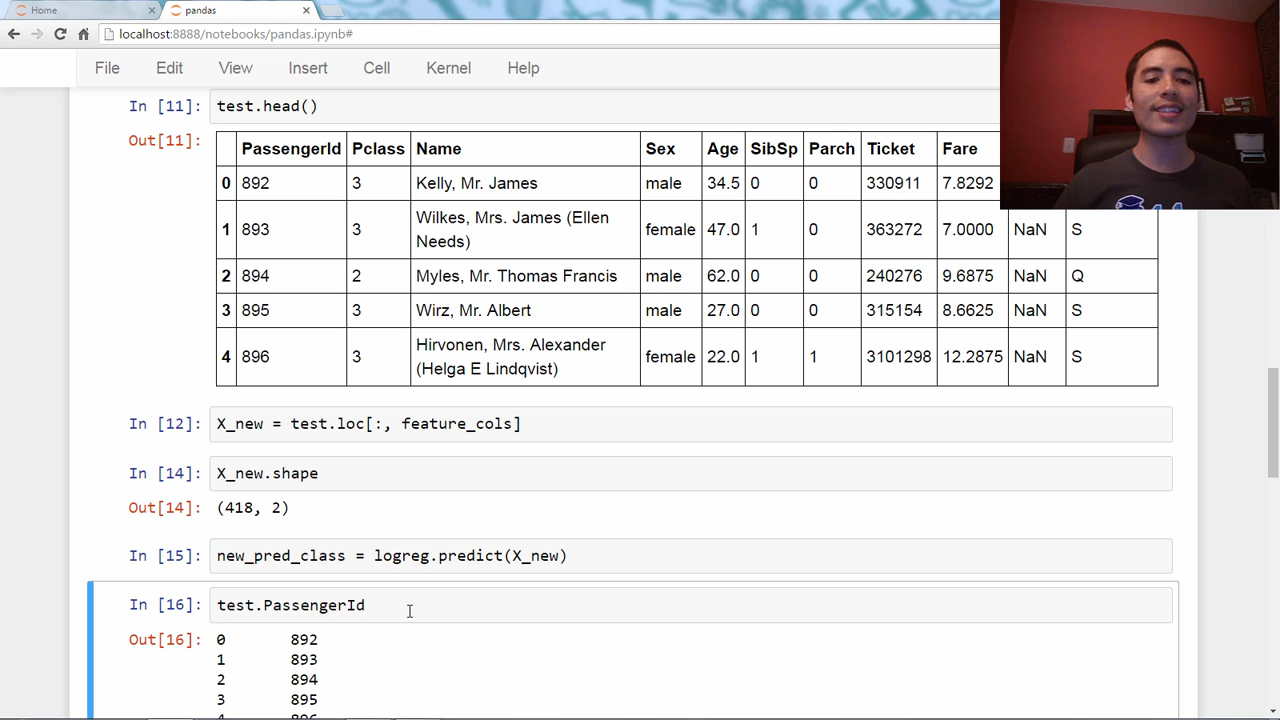 Home
pandas
localhost:8888/notebooks/pandas.ipynb#
File Edit View Insert Cell Kernel Help
In [11]: test.head()
Out[11]:
PassengerId Pclass Name Sex Age SibSp Parch Ticket Fare
0 892 3 Kelly, Mr. James male 34.5 0 0 330911 7.8292
1 893 3 Wilkes, Mrs. James (Ellen Needs) female 47.0 1 0 363272 7.0000 NaN S
2 894 2 Myles, Mr. Thomas Francis male 62.0 0 0 240276 9.6875 NaN Q
3 895 3 Wirz, Mr. Albert male 27.0 0 0 315154 8.6625 NaN S
4 896 3 Hirvonen, Mrs. Alexander (Helga E Lindqvist) female 22.0 1 1 3101298 12.2875 NaN S
In [12]: X_new = test.loc[:, feature_cols]
In [14]: X_new.shape
Out[14]: (418, 2)
In [15]: new_pred_class = logreg.predict(X_new)
In [16]: test.PassengerId
Out[16]: 0 892
1 893
2 894
3 895
4 896